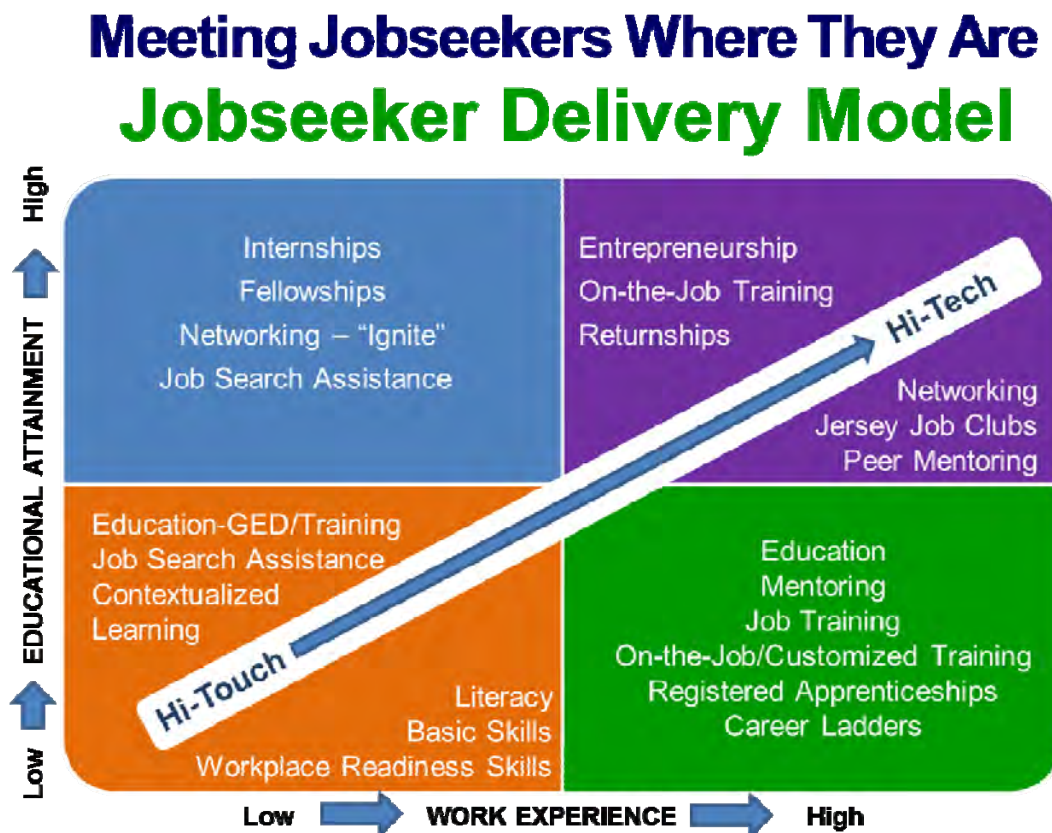 Meeting Jobseekers Where They Are
Jobseeker Delivery Model
High
EDUCATIONAL ATTAINMENT
Low
Internships
Fellowships
Networking – “Ignite”
Job Search Assistance
Entrepreneurship
On-the-Job Training
Returnships
Hi-Tech
Networking
Jersey Job Clubs
Peer Mentoring
Education-GED/Training
Job Search Assistance
Contextualized
Learning
Hi-Touch
Literacy
Basic Skills
Workplace Readiness Skills
Education
Mentoring
Job Training
On-the-Job/Customized Training
Registered Apprenticeships
Career Ladders
Low
WORK EXPERIENCE
High